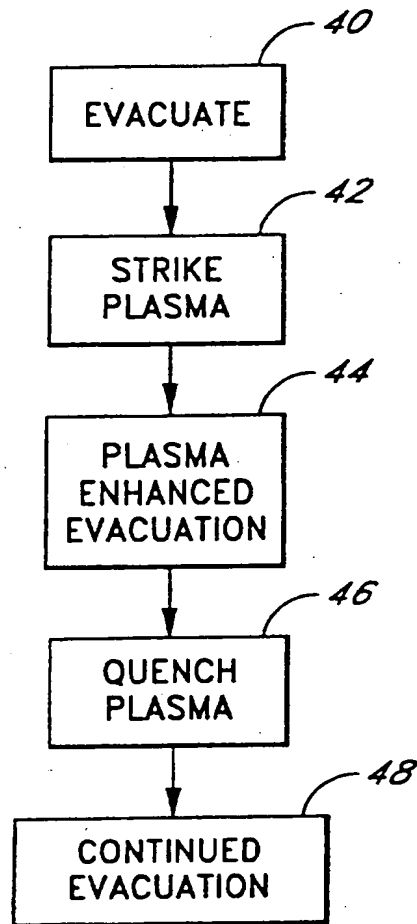 40
EVACUATE
42
STRIKE
PLASMA
44
PLASMA
ENHANCED
EVACUATION
46
QUENCH
PLASMA
48
CONTINUED
EVACUATION